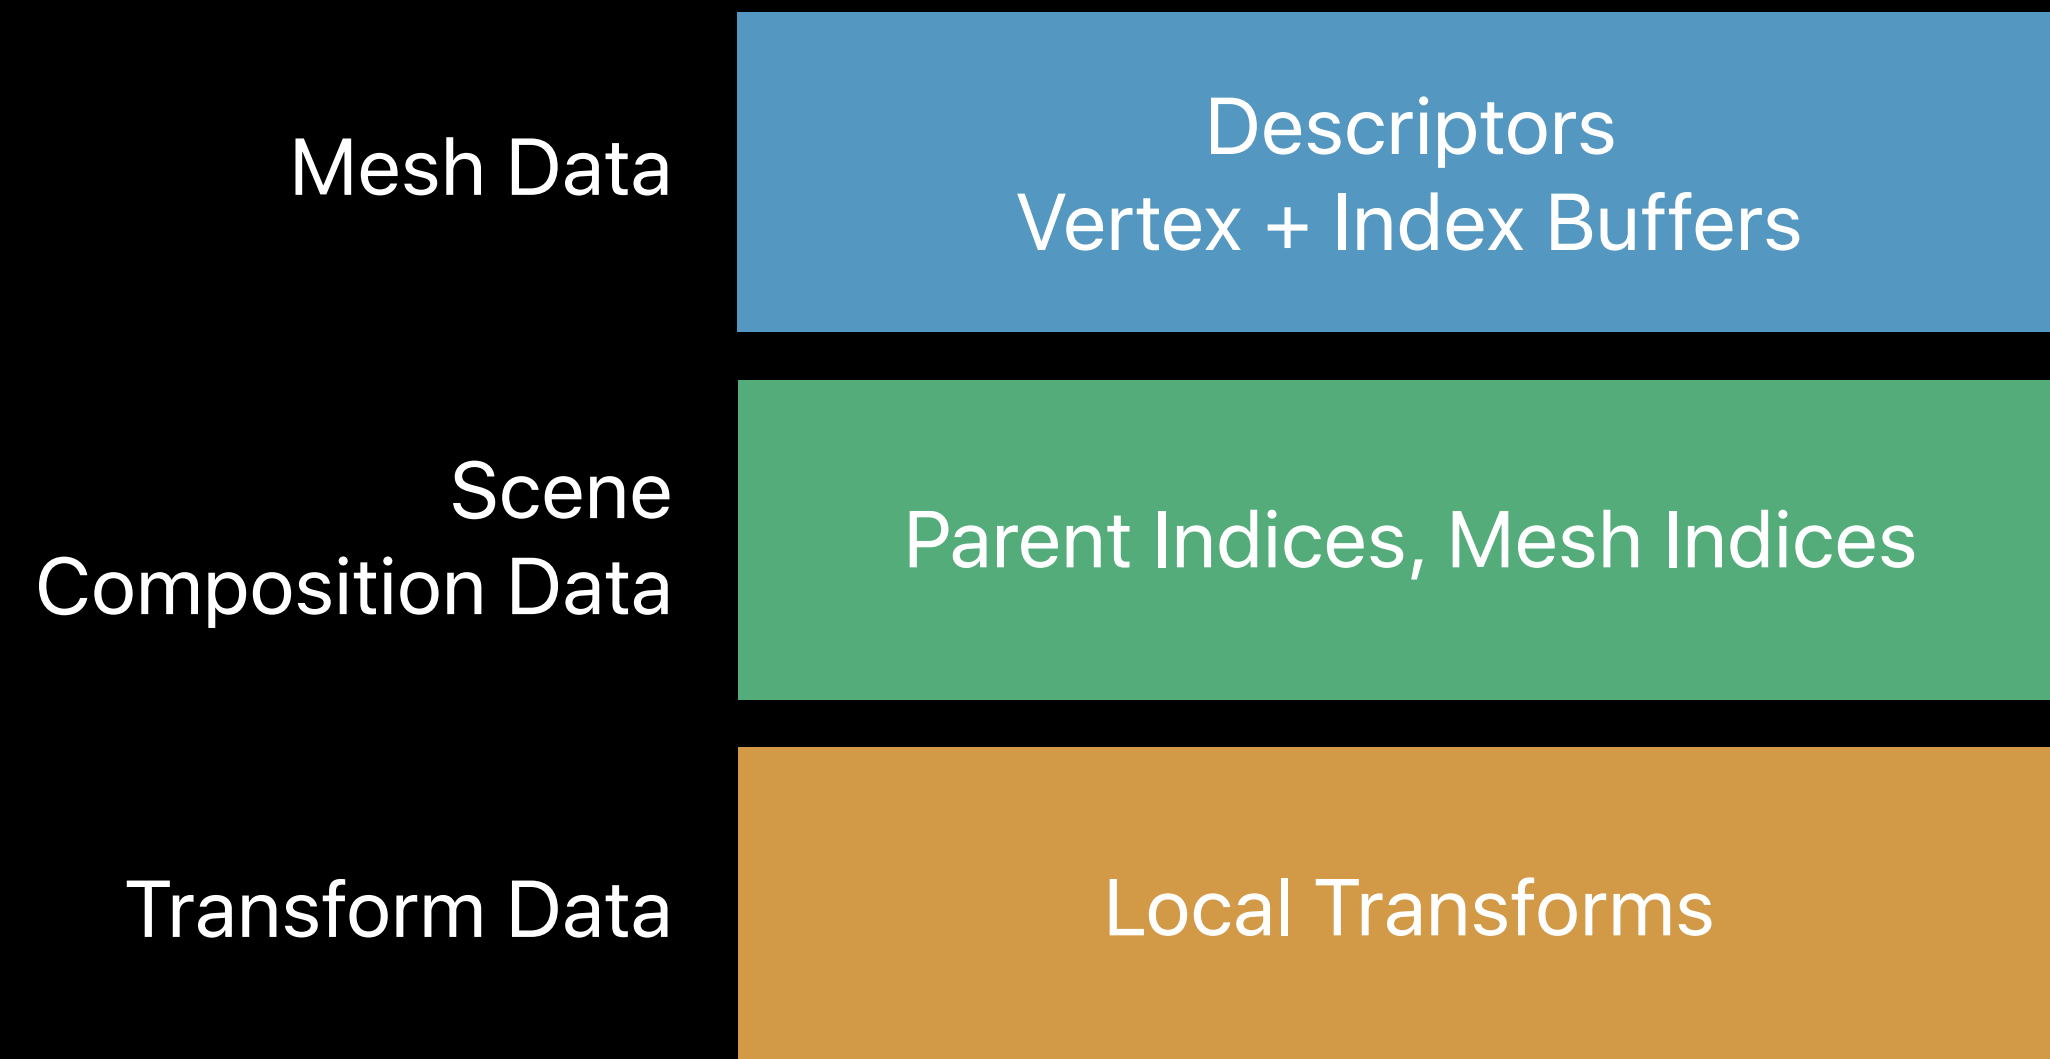 Mesh Data
Descriptors
Vertex + Index Buffers
Scene
Composition Data
Parent Indices, Mesh Indices
Transform Data
Local Transforms